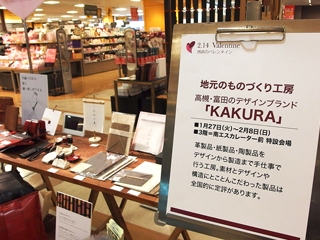 2.14. Valentine
地元のものづくり工房
高槻・富田のデザインブランド
「KAKURA」
■1月27日(火)〜2月8日(日)
■3階=南エスカレーター前 特設会場
革製品・紙製品・陶製品を
デザインから製造まで手仕事で
行う工房。素材とデザインや
構造にとことんこだわった製品は
全国的に定評があります。